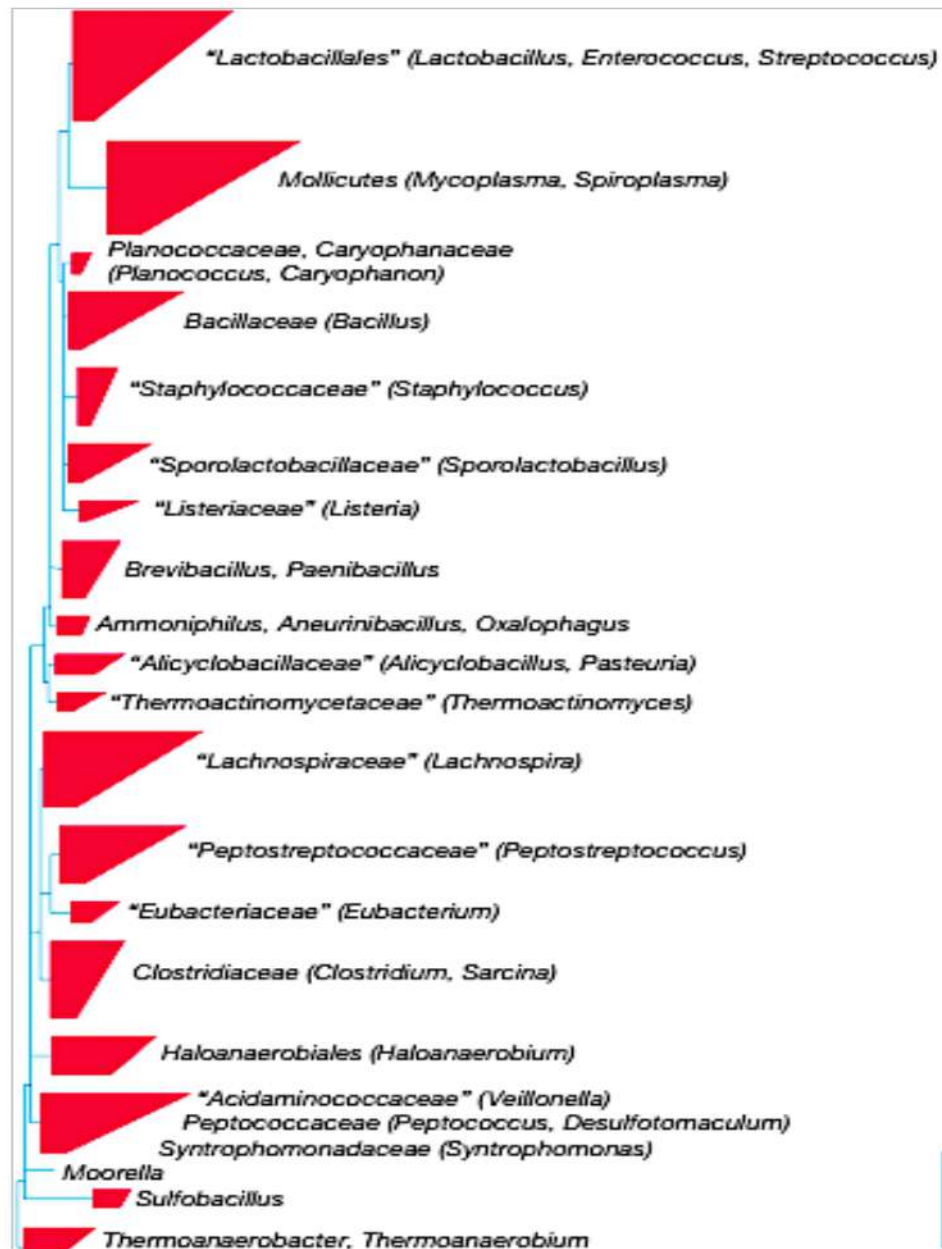 “Lactobacillales” (Lactobacillus, Enterococcus, Streptococcus)
Mollicutes (Mycoplasma, Spiroplasma)
Planococcaceae, Caryophanaceae
(Planococcus, Caryophanon)
Bacillaceae (Bacillus)
“Staphylococcaceae” (Staphylococcus)
“Sporolactobacillaceae” (Sporolactobacillus)
“Listeriaceae” (Listeria)
Brevibacillus, Paenibacillus
Ammoniphilus, Aneurinibacillus, Oxalophagus
“Alicyclobacillaceae” (Alicyclobacillus, Pasteuria)
“Thermoactinomycetaceae” (Thermoactinomyces)
“Lachnospiraceae” (Lachnospira)
“Peptostreptococcaceae” (Peptostreptococcus)
“Eubacteriaceae” (Eubacterium)
Clostridiaceae (Clostridium, Sarcina)
Haloanaerobiales (Haloanaerobium)
“Acidaminococcaceae” (Veillonella)
Peptococcaceae (Peptococcus, Desulfotomaculum)
Syntrophomonadaceae (Syntrophomonas)
Moorella
Sulfobacillus
Thermoanaerobacter, Thermoanaerobium